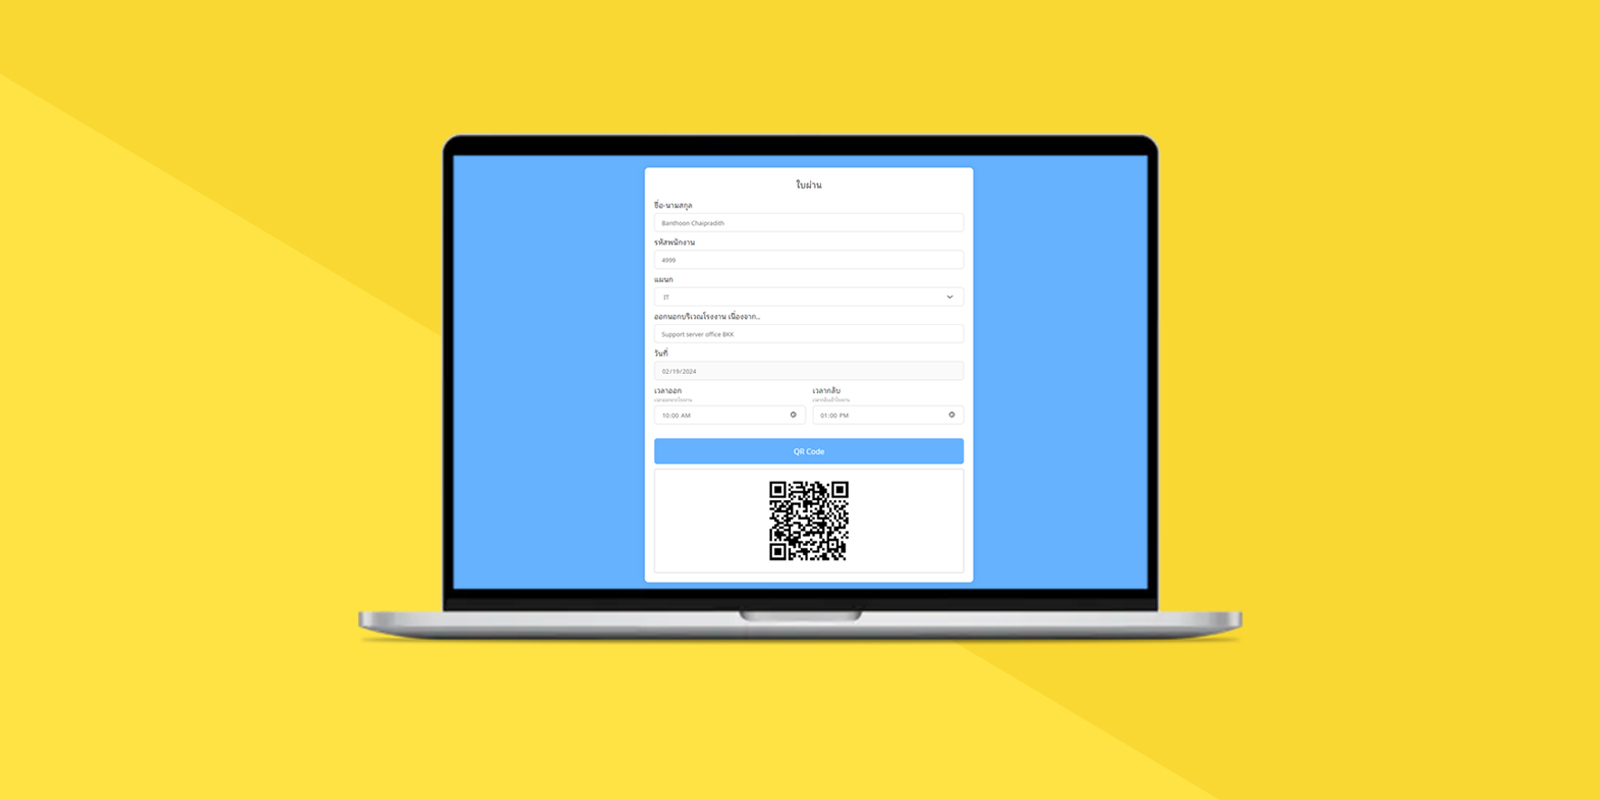 ใบผ่าน
ชื่อ-นามสกุล
Banthoon Chaipradith
รหัสพนักงาน
4999
แผนก
IT
ออกนอกบริเวณโรงงาน เนื่องจาก..
Support server office BKK
วันที่
02/19/2024
เวลาออก
เวลากลับ
10:00 AM
01:00 PM
QR Code